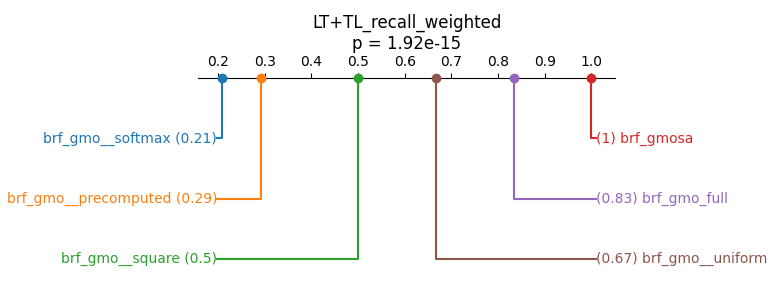 LT+TL_recall_weighted
p = 1.92e-15
0.2 0.3 0.4 0.5 0.6 0.7 0.8 0.9 1.0
brf_gmo__softmax (0.21) (1) brf_gmosa
brf_gmo__precomputed (0.29) (0.83) brf_gmo_full
brf_gmo__square (0.5) (0.67) brf_gmo__uniform